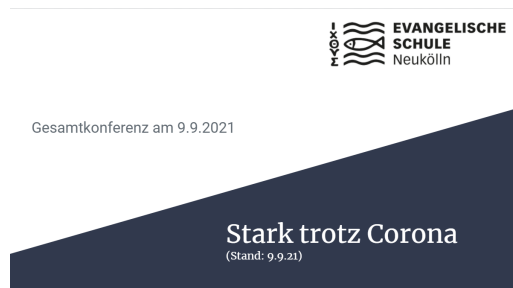 ΙΧΘΥΣ
EVANGELISCHE
SCHULE
Neukölln
Gesamtkonferenz am 9.9.2021
Stark trotz Corona
(Stand: 9.9.21)